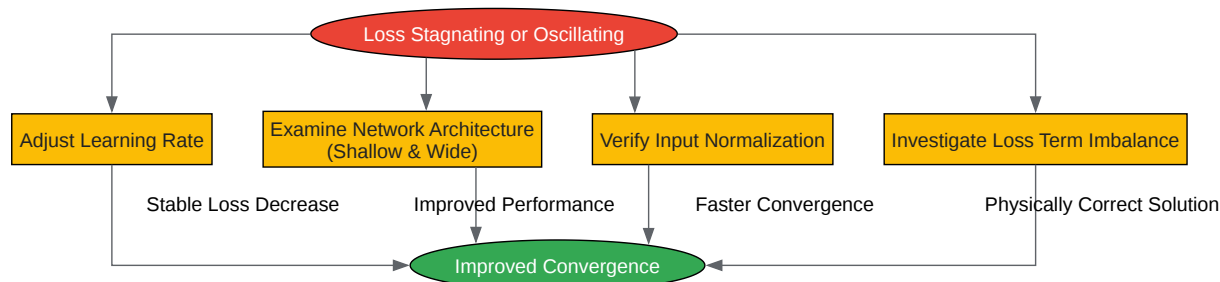 Loss Stagnating or Oscillating
Adjust Learning Rate
Examine Network Architecture
(Shallow & Wide)
Verify Input Normalization
Investigate Loss Term Imbalance
Stable Loss Decrease
Improved Performance
Faster Convergence
Physically Correct Solution
Improved Convergence